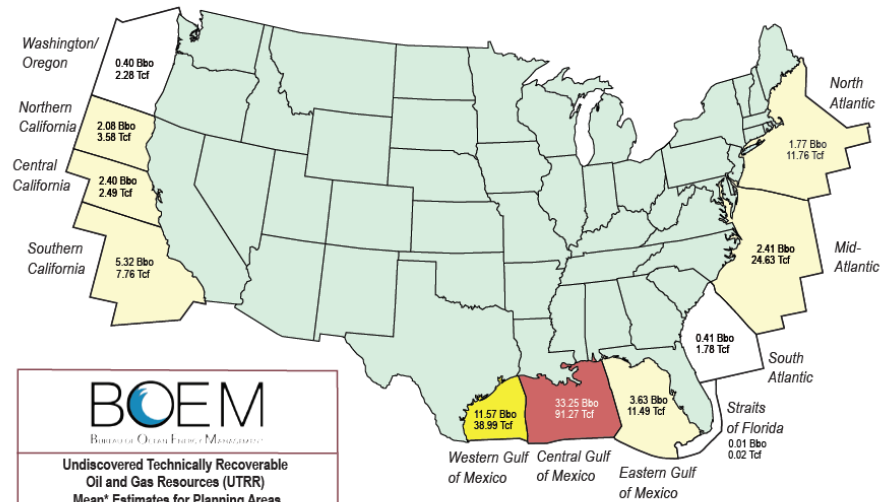 Washington/
Oregon
0.40 Bbo
2.28 Tcf
Northern
California
2.08 Bbo
3.58 Tcf
Central
California
2.40 Bbo
2.49 Tcf
Southern
California
5.32 Bbo
7.76 Tcf
North
Atlantic
1.77 Bbo
11.76 Tcf
2.41 Bbo
24.63 Tcf
Mid-
Atlantic
0.41 Bbo
1.78 Tcf
South
Atlantic
Straits
of Florida
0.01 Bbo
0.02 Tcf
11.57 Bbo
38.99 Tcf
33.25 Bbo
91.27 Tcf
3.63 Bbo
11.49 Tcf
Western Gulf
of Mexico
Central Gulf
of Mexico
Eastern Gulf
of Mexico
BOEM
Bureau of Ocean Energy Management
Undiscovered Technically Recoverable
Oil and Gas Resources (UTRR)
Mean* Estimates for Planning Areas